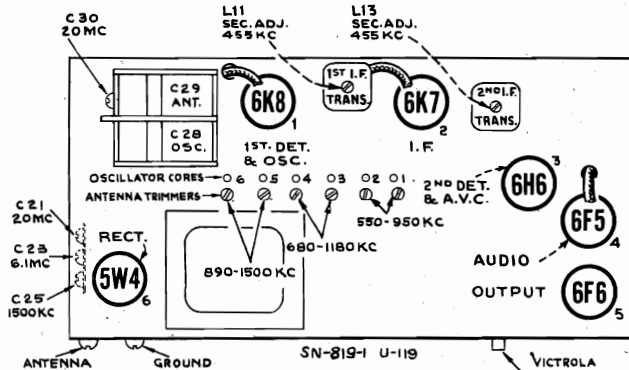 C30
20MC
L11
SEC. ADJ.
455KC
L13
SEC. ADJ.
455KC
C29
ANT.
C28
OSC.
6K8
1
1ST I.F.
TRANS.
6K7
2
2ND I.F.
TRANS.
1ST. DET.
& OSC.
I.F.
OSCILLATOR CORES
6 5 4 3 2 1
ANTENNA TRIMMERS
2ND DET.
& A.V.C.
6H6
3
6F5
4
890-1500KC
680-1180KC
550-950KC
C21
20MC
C23
6.1MC
C25
1500KC
RECT.
5W4
6
AUDIO
OUTPUT
6F6
5
ANTENNA
GROUND
SN-819-1 U-119
VICTROLA